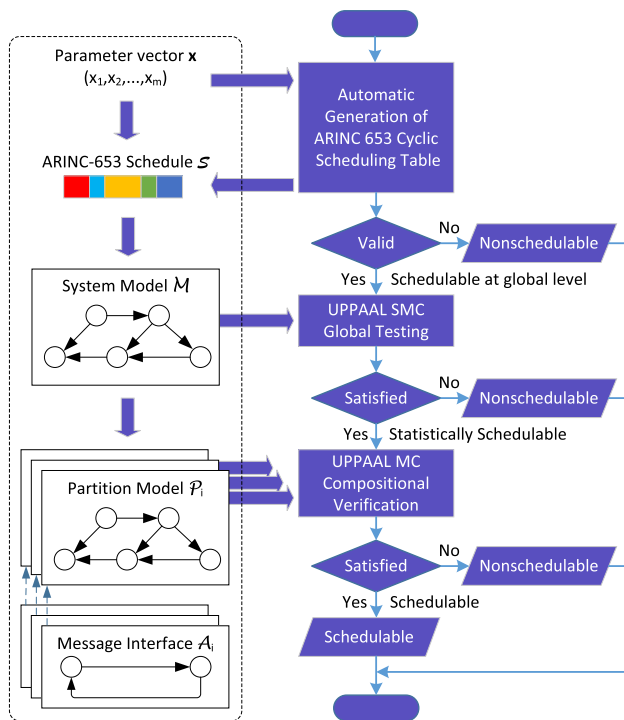 Parameter vector x
(x1,x2,...,xm)
ARINC-653 Schedule S
System Model M
Partition Model Pi
Message Interface Ai
Automatic
Generation of
ARINC 653 Cyclic
Scheduling Table
Valid
No
Nonschedulable
Yes
Schedulable at global level
UPPAAL SMC
Global Testing
Satisfied
No
Nonschedulable
Yes
Statistically Schedulable
UPPAAL MC
Compositional
Verification
Satisfied
No
Nonschedulable
Yes
Schedulable
Schedulable